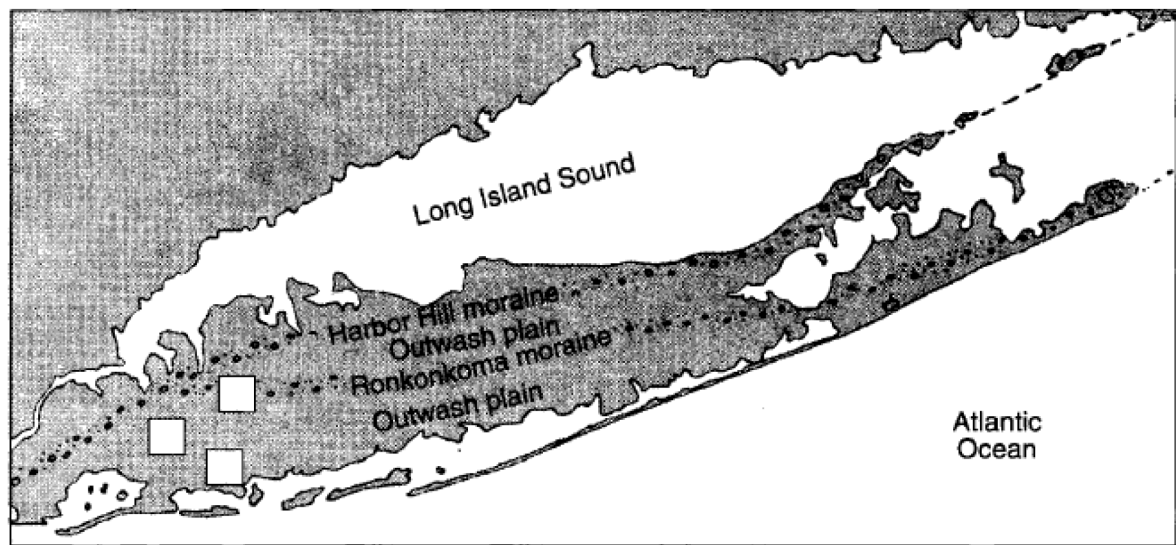 Long Island Sound
Harbor Hill moraine
Outwash plain
Ronkonkoma moraine
Outwash plain
Atlantic
Ocean